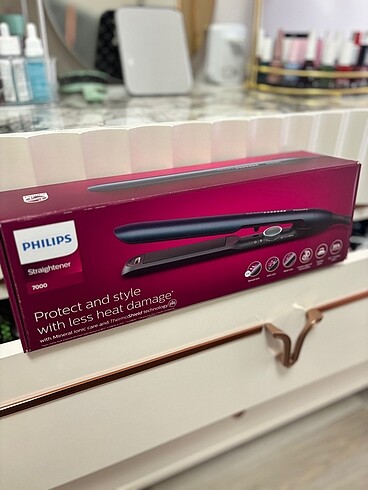 PHILIPS
Straightener
7000
Protect and style
with less heat damage*
with Mineral ionic care and ThermoShield technology